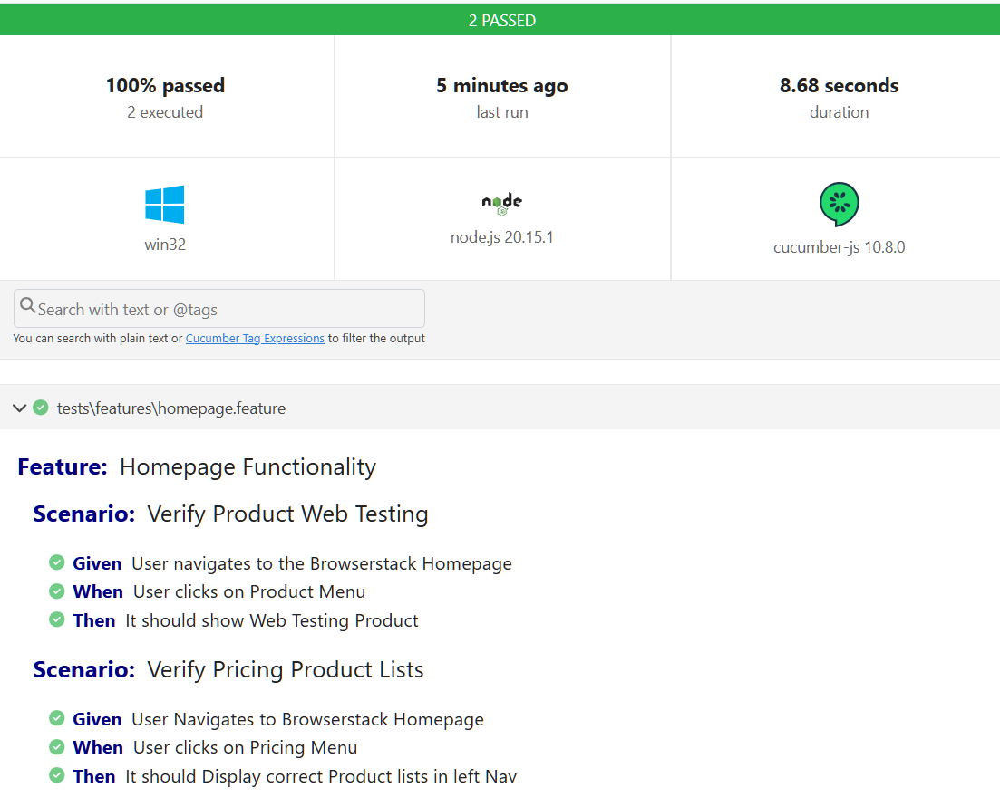 2 PASSED
100% passed
2 executed
5 minutes ago
last run
8.68 seconds
duration
win32
node
node.js 20.15.1
cucumber-js 10.8.0
Search with text or @tags
You can search with plain text or Cucumber Tag Expressions to filter the output
tests\features\homepage.feature
Feature: Homepage Functionality
Scenario: Verify Product Web Testing
Given User navigates to the Browserstack Homepage
When User clicks on Product Menu
Then It should show Web Testing Product
Scenario: Verify Pricing Product Lists
Given User Navigates to Browserstack Homepage
When User clicks on Pricing Menu
Then It should Display correct Product lists in left Nav